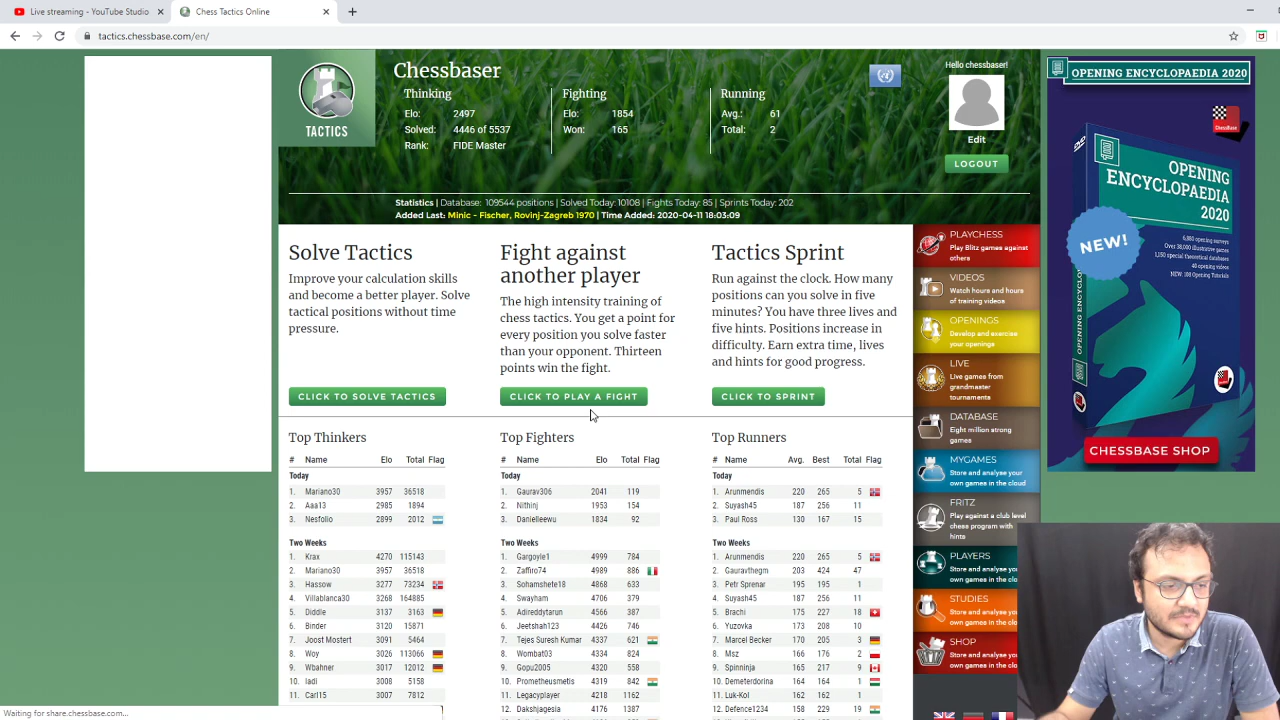 Live streaming - YouTube Studio
Chess Tactics Online
tactics.chessbase.com/en/
TACTICS
Chessbaser
Thinking
Elo: 2497
Solved: 4446 of 5537
Rank: FIDE Master
Fighting
Elo: 1854
Won: 165
Running
Avg.: 61
Total: 2
Hello chessbaser!
Edit
LOGOUT
Statistics | Database: 109544 positions | Solved Today: 10108 | Fights Today: 85 | Sprints Today: 202
Added Last: Minic - Fischer, Rovinj-Zagreb 1970 | Time Added: 2020-04-11 18:03:09
Solve Tactics
Improve your calculation skills
and become a better player. Solve
tactical positions without time
pressure.
CLICK TO SOLVE TACTICS
Fight against
another player
The high intensity training of
chess tactics. You get a point for
every position you solve faster
than your opponent. Thirteen
points win the fight.
CLICK TO PLAY A FIGHT
Tactics Sprint
Run against the clock. How many
positions can you solve in five
minutes? You have three lives and
five hints. Positions increase in
difficulty. Earn extra time, lives
and hints for good progress.
CLICK TO SPRINT
Top Thinkers
# Name Elo Total Flag
Today
1. Mariano30 3957 36518
2. Aaa13 2985 1894
3. Nesfolio 2899 2012
Two Weeks
1. Krax 4270 115143
2. Mariano30 3957 36518
3. Hassow 3277 73234
4. Villablanca30 3268 164885
5. Diddle 3137 3163
6. Binder 3120 15871
7. Joost Mostert 3091 5464
8. Woy 3026 113066
9. Wbahner 3017 12012
10. Iadi 3008 5158
11. Carl15 3007 7812
Top Fighters
# Name Elo Total Flag
Today
1. Gaurav306 2041 119
2. Nithinj 1953 154
3. Danielleewu 1834 92
Two Weeks
1. Gargoyle1 4999 784
2. Zaffiro74 4989 886
3. Sohamshete18 4868 633
4. Swayham 4706 379
5. Adireddytarun 4566 387
6. Jeetshah123 4426 746
7. Tejes Suresh Kumar 4337 621
8. Wombat03 4334 824
9. Gopu2005 4320 558
10. Prometheusmetis 4316 842
11. Legacyplayer 4218 1162
12. Dakshjagesia 4176 1387
Top Runners
# Name Avg. Best Total Flag
Today
1. Arunmendis 220 265 5
2. Suyash45 187 256 11
3. Paul Ross 130 167 15
Two Weeks
1. Arunmendis 220 265 5
2. Gauravthegm 203 424 47
3. Petr Sprenar 195 195 1
4. Suyash45 187 256 11
5. Brachi 175 227 18
6. Yuzovka 173 208 10
7. Marcel Becker 170 205 3
8. Msz 166 176 2
9. Spinninja 165 217 9
10. Demeterdorina 164 164 1
11. Luk-Kol 162 162 1
12. Defence1234 158 229 19
PLAYCHESS
Play Blitz games against
others
VIDEOS
Watch hours and hours
of training videos
OPENINGS
Develop and exercise
your openings
LIVE
Live games from
grandmaster
tournaments
DATABASE
Eight million strong
games
MYGAMES
Store and analyse your
own games in the cloud
FRITZ
Play against a club level
chess program with
hints
PLAYERS
Store and analyse your
own games in the clo
STUDIES
Store and analyse your
own games in the clo
SHOP
Store and analyse your
own games in the clo
OPENING ENCYCLOPAEDIA 2020
ChessBase
OPENING
ENCYCLOPAEDIA
2020
NEW!
6,680 opening surveys
Over 38,000 illustrative games
1,150 special theoretical databases
40 opening videos
NEW: 100 Opening Tutorials
OPENING ENCYCLOPAEDIA 2020
CHESSBASE SHOP
Waiting for share.chessbase.com...